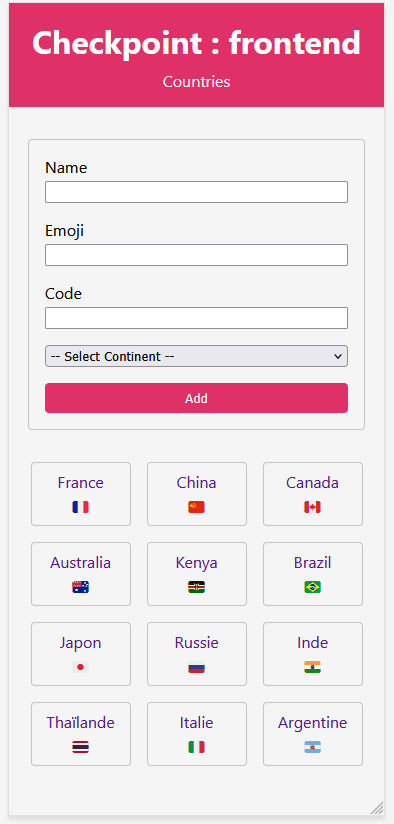 Checkpoint : frontend
Countries
Name
Emoji
Code
-- Select Continent --
Add
France China Canada
Australia Kenya Brazil
Japon Russie Inde
Thaïlande Italie Argentine